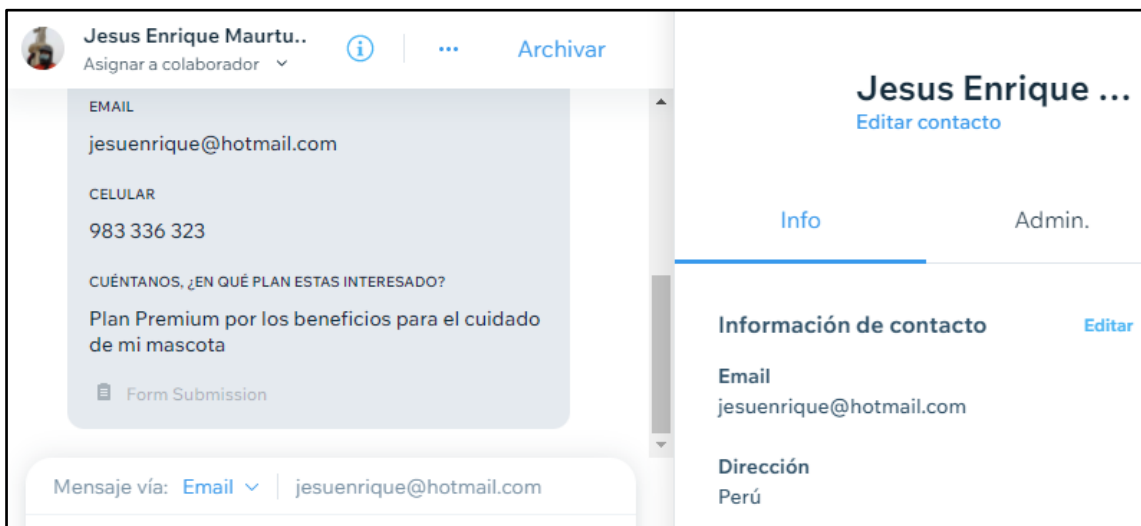 Jesus Enrique Maurtu..
Asignar a colaborador
Archivar
EMAIL
jesuenrique@hotmail.com
CELULAR
983 336 323
CUÉNTANOS, ¿EN QUÉ PLAN ESTAS INTERESADO?
Plan Premium por los beneficios para el cuidado
de mi mascota
Form Submission
Mensaje vía: Email
jesuenrique@hotmail.com
Jesus Enrique ...
Editar contacto
Info
Admin.
Información de contacto
Editar
Email
jesuenrique@hotmail.com
Dirección
Perú